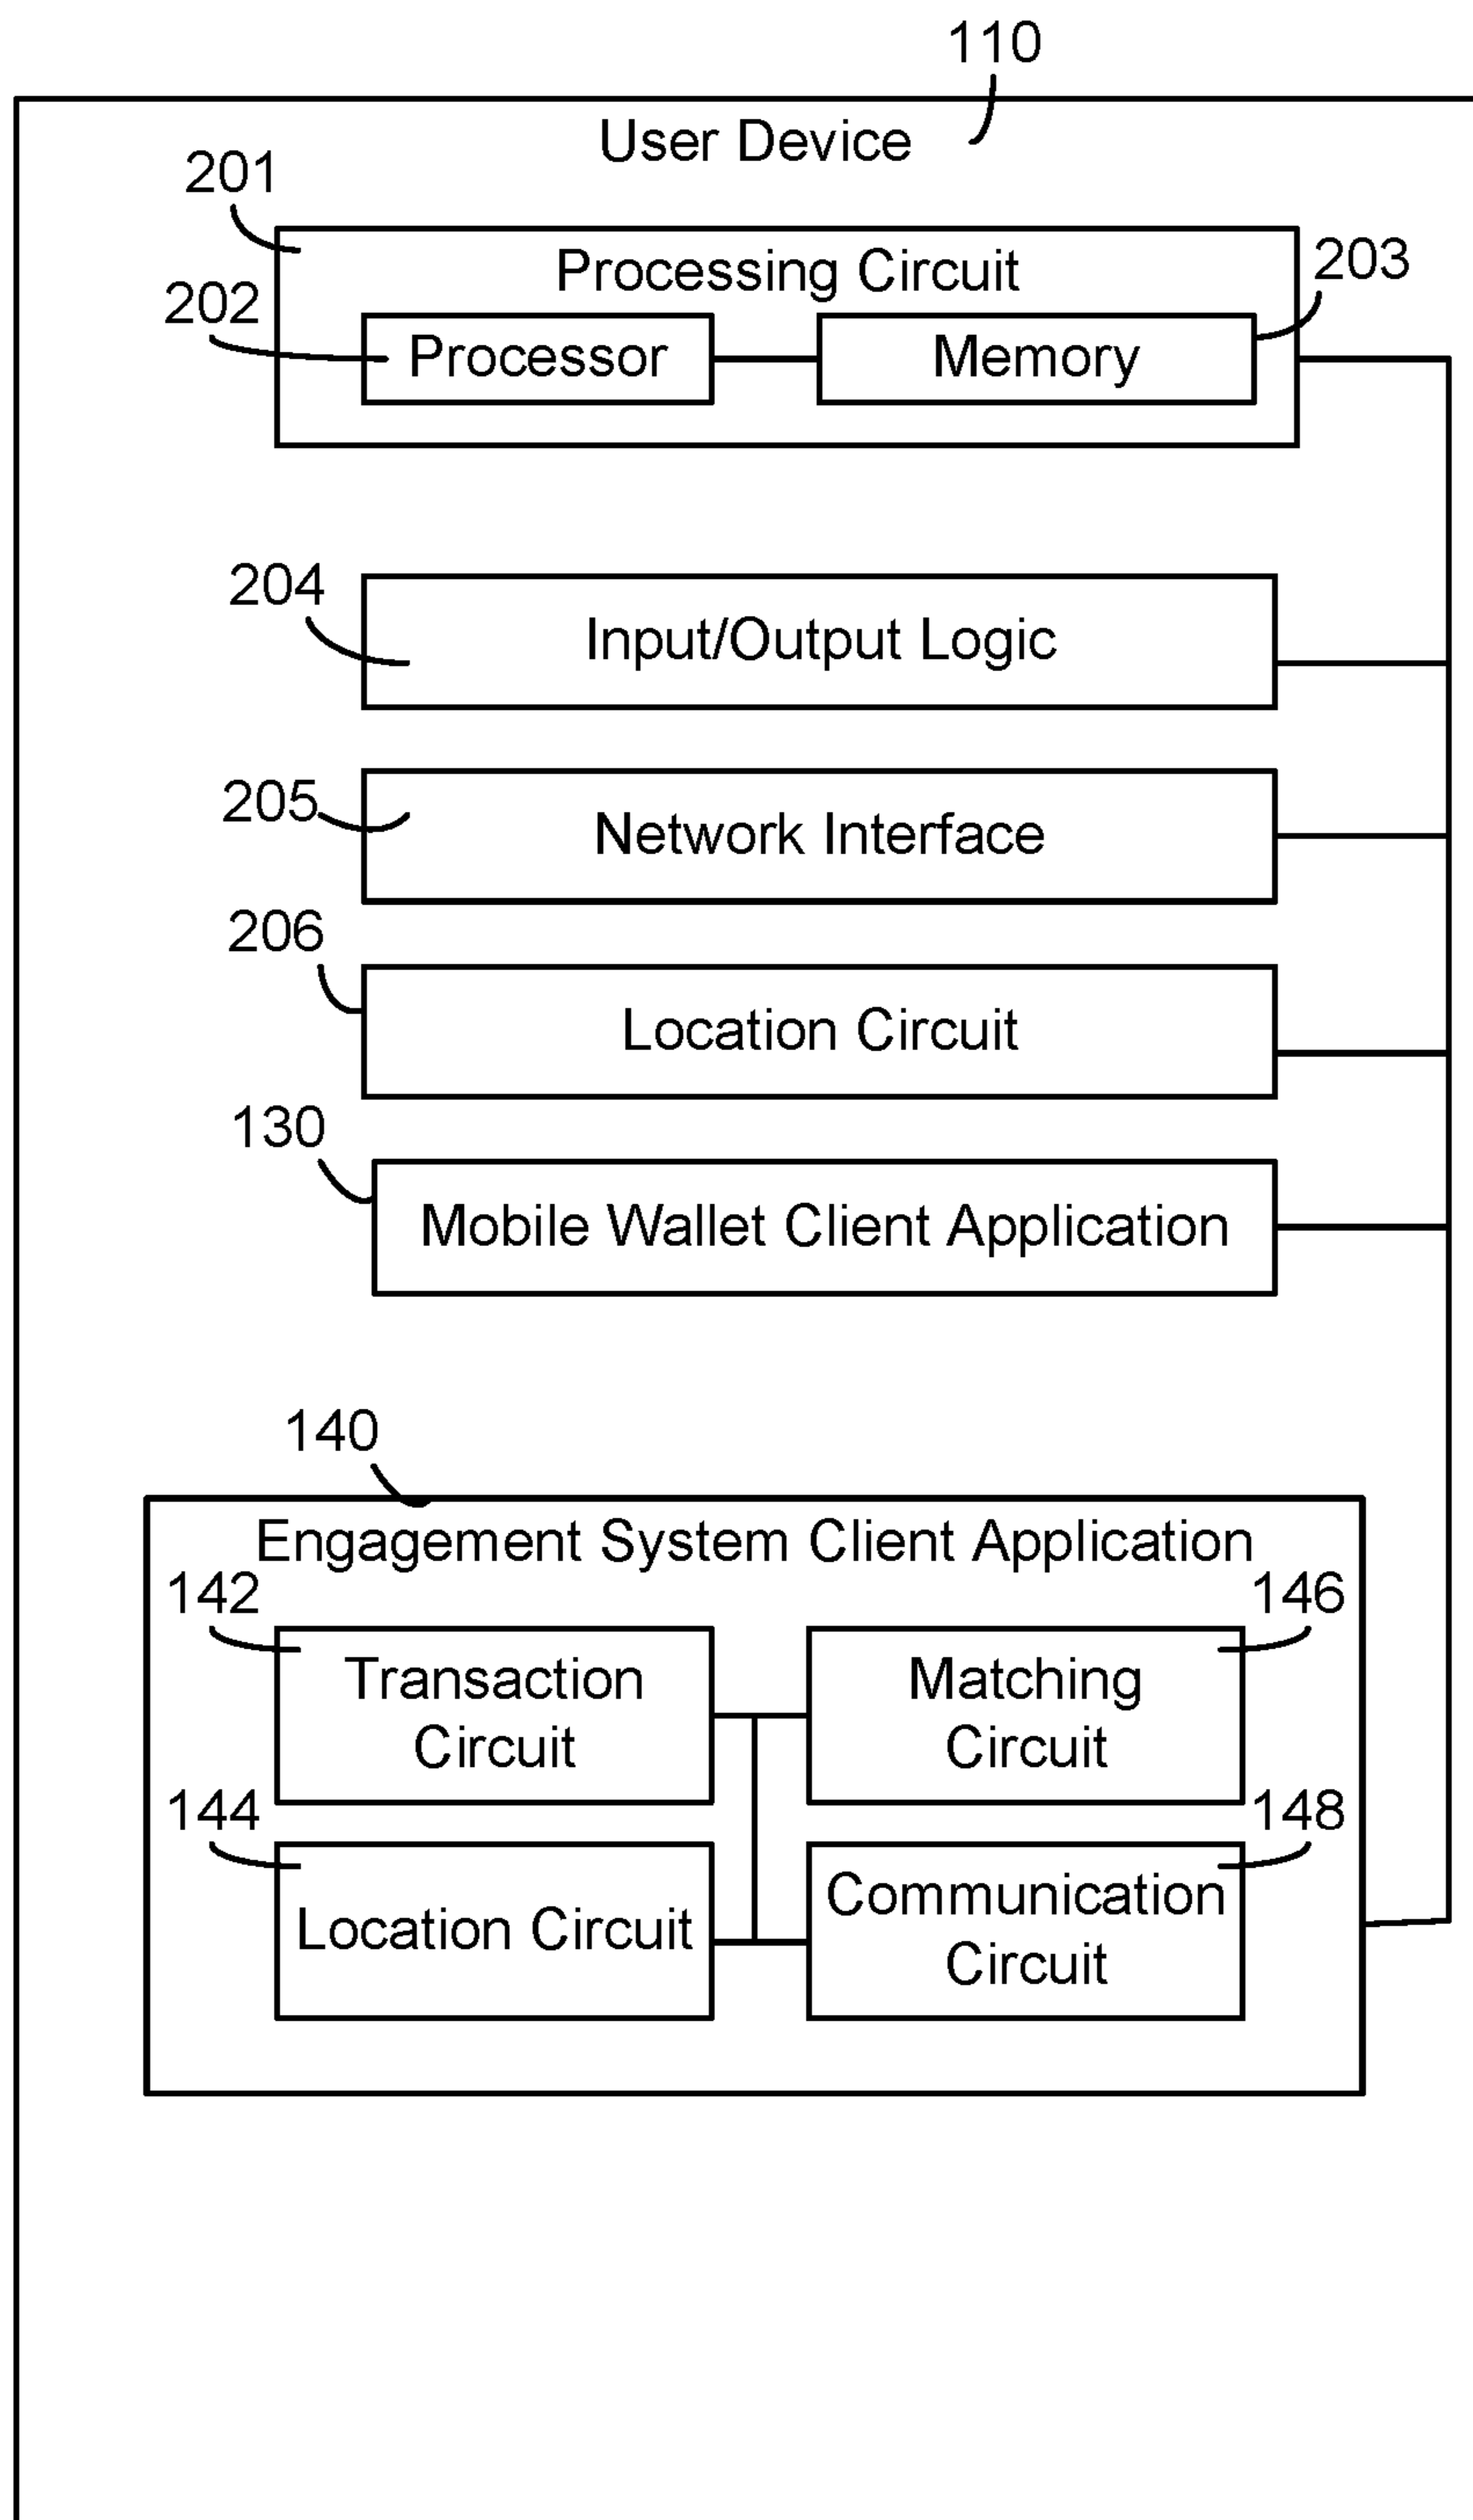 110
User Device
201
Processing Circuit
203
202
Processor
Memory
204
Input/Output Logic
205
Network Interface
206
Location Circuit
130
Mobile Wallet Client Application
140
Engagement System Client Application
142
146
Transaction
Circuit
Matching
Circuit
144
148
Location Circuit
Communication
Circuit